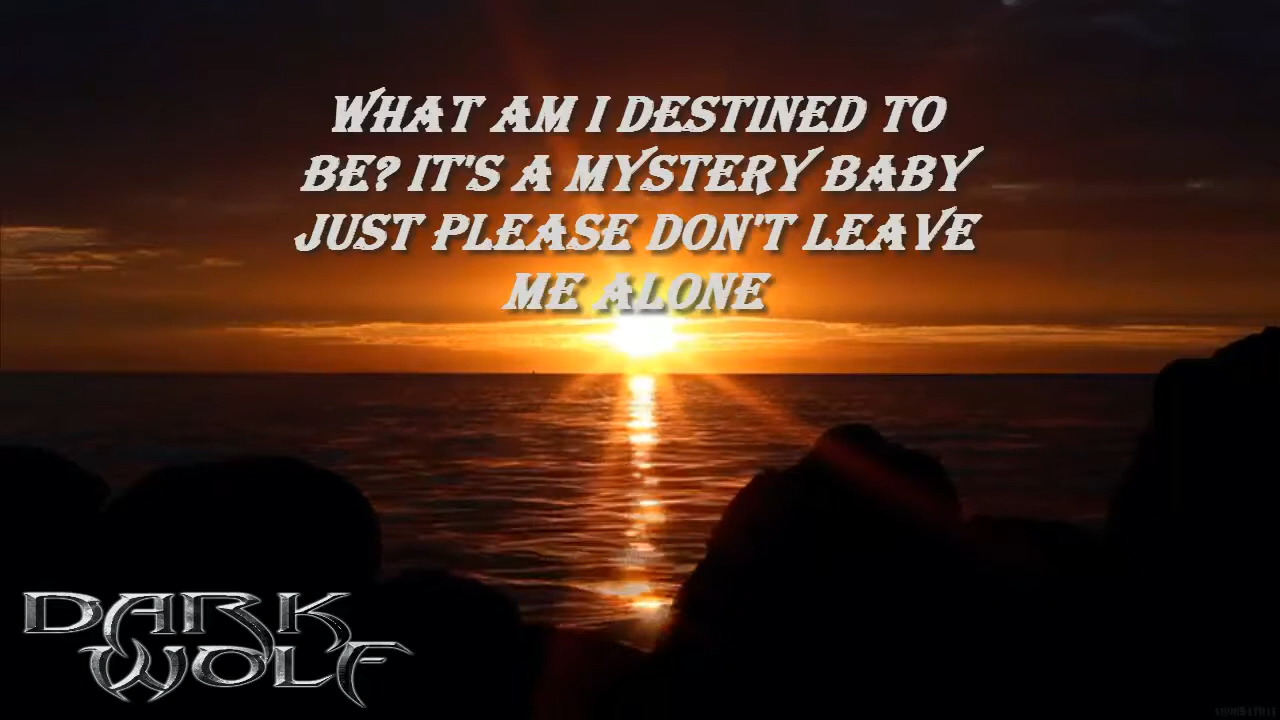 WHAT AM I DESTINED TO
BE? IT'S A MYSTERY BABY
JUST PLEASE DON'T LEAVE
ME ALONE
DARK
WOLF